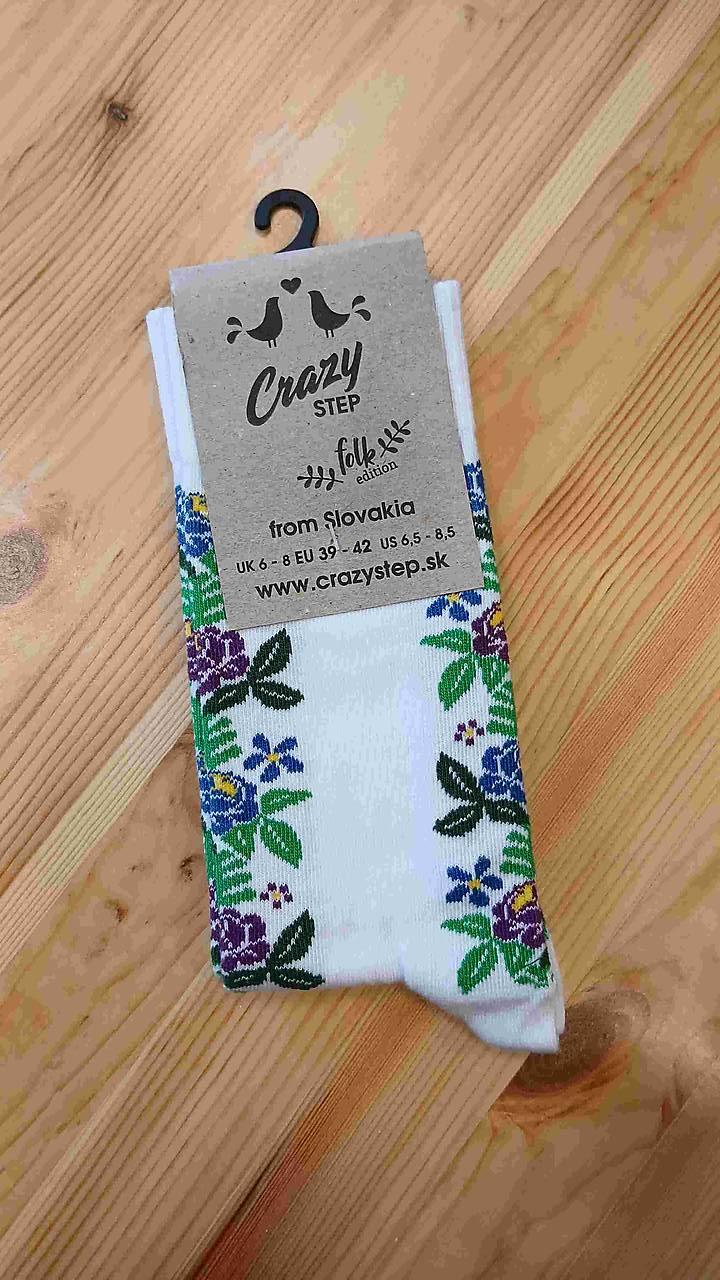 Crazy
STEP
folk
edition
from Slovakia
UK 6 - 8 EU 39 - 42 US 6,5 - 8,5
www.crazystep.sk